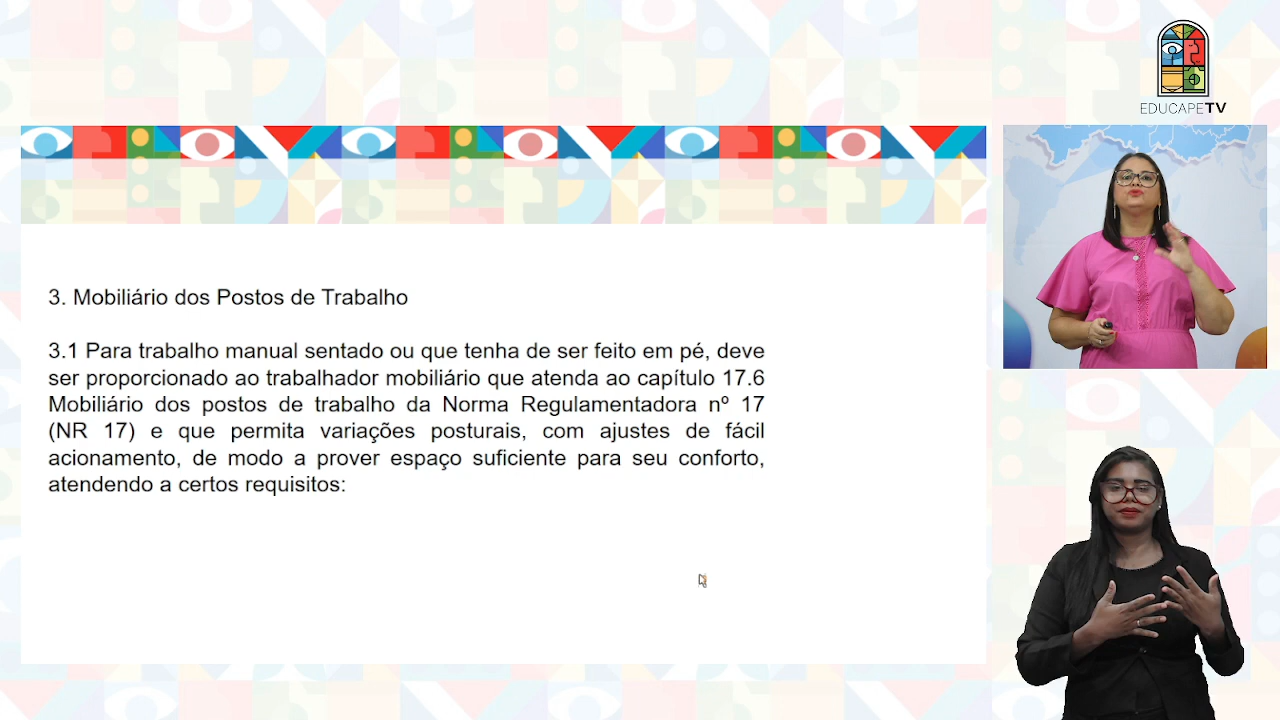 EDUCAPETV
3. Mobiliário dos Postos de Trabalho
3.1 Para trabalho manual sentado ou que tenha de ser feito em pé, deve
ser proporcionado ao trabalhador mobiliário que atenda ao capítulo 17.6
Mobiliário dos postos de trabalho da Norma Regulamentadora nº 17
(NR 17) e que permita variações posturais, com ajustes de fácil
acionamento, de modo a prover espaço suficiente para seu conforto,
atendendo a certos requisitos: